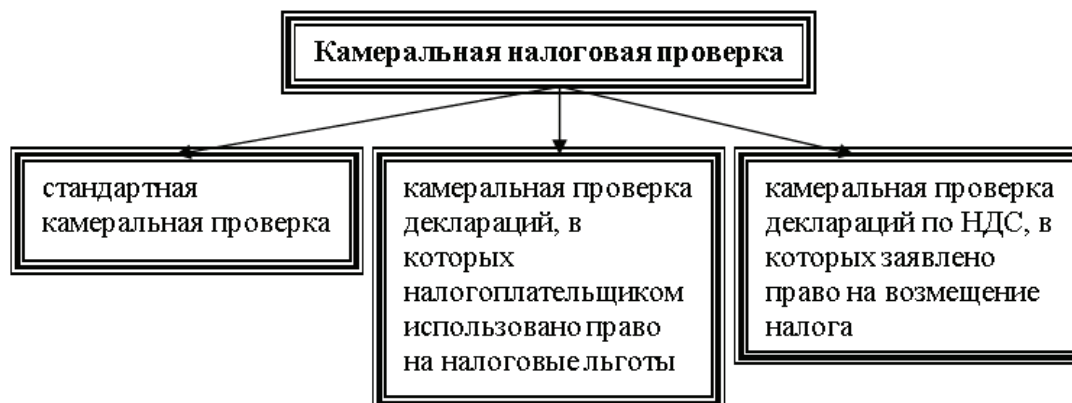 Камеральная налоговая проверка
стандартная
камеральная проверка
камеральная проверка
деклараций, в
которых
налогоплательщиком
использовано право
на налоговые льготы
камеральная проверка
деклараций по НДС, в
которых заявлено
право на возмещение
налога